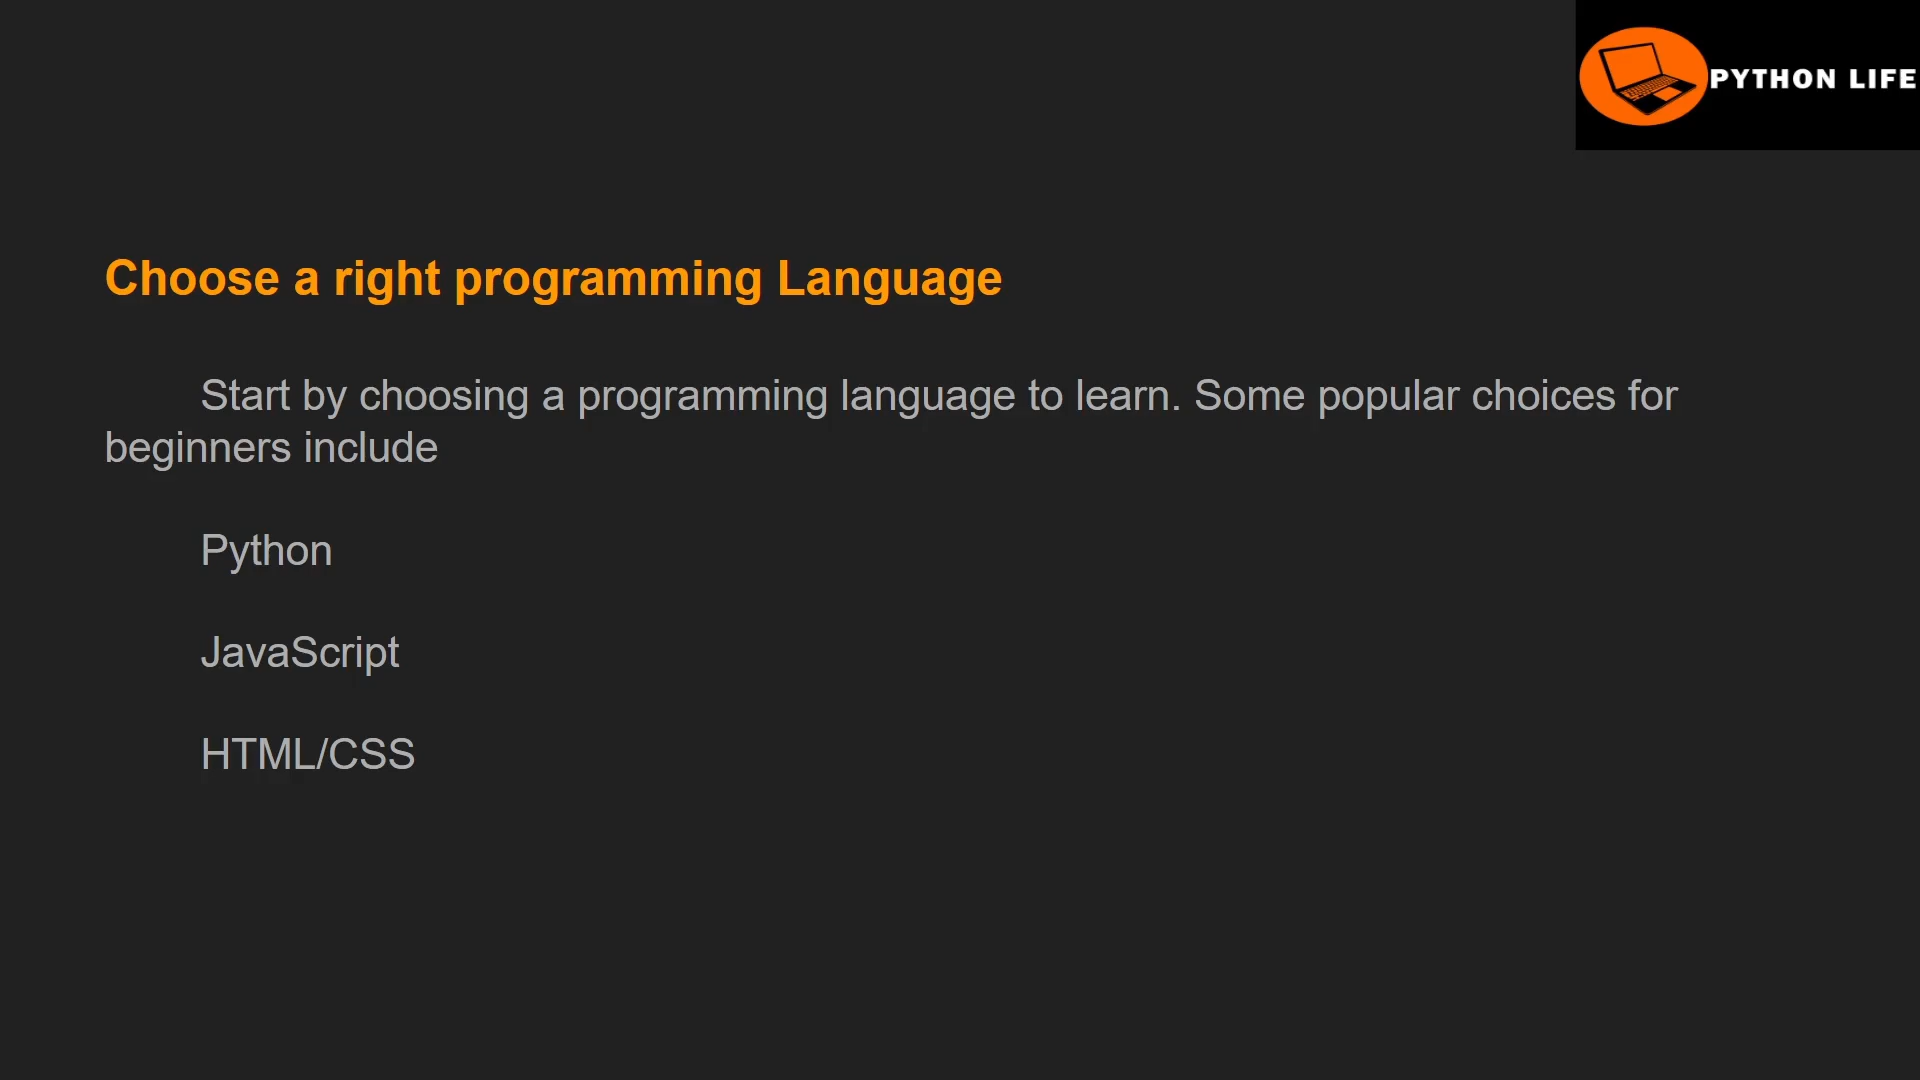 PYTHON LIFE
Choose a right programming Language
Start by choosing a programming language to learn. Some popular choices for
beginners include
Python
JavaScript
HTML/CSS